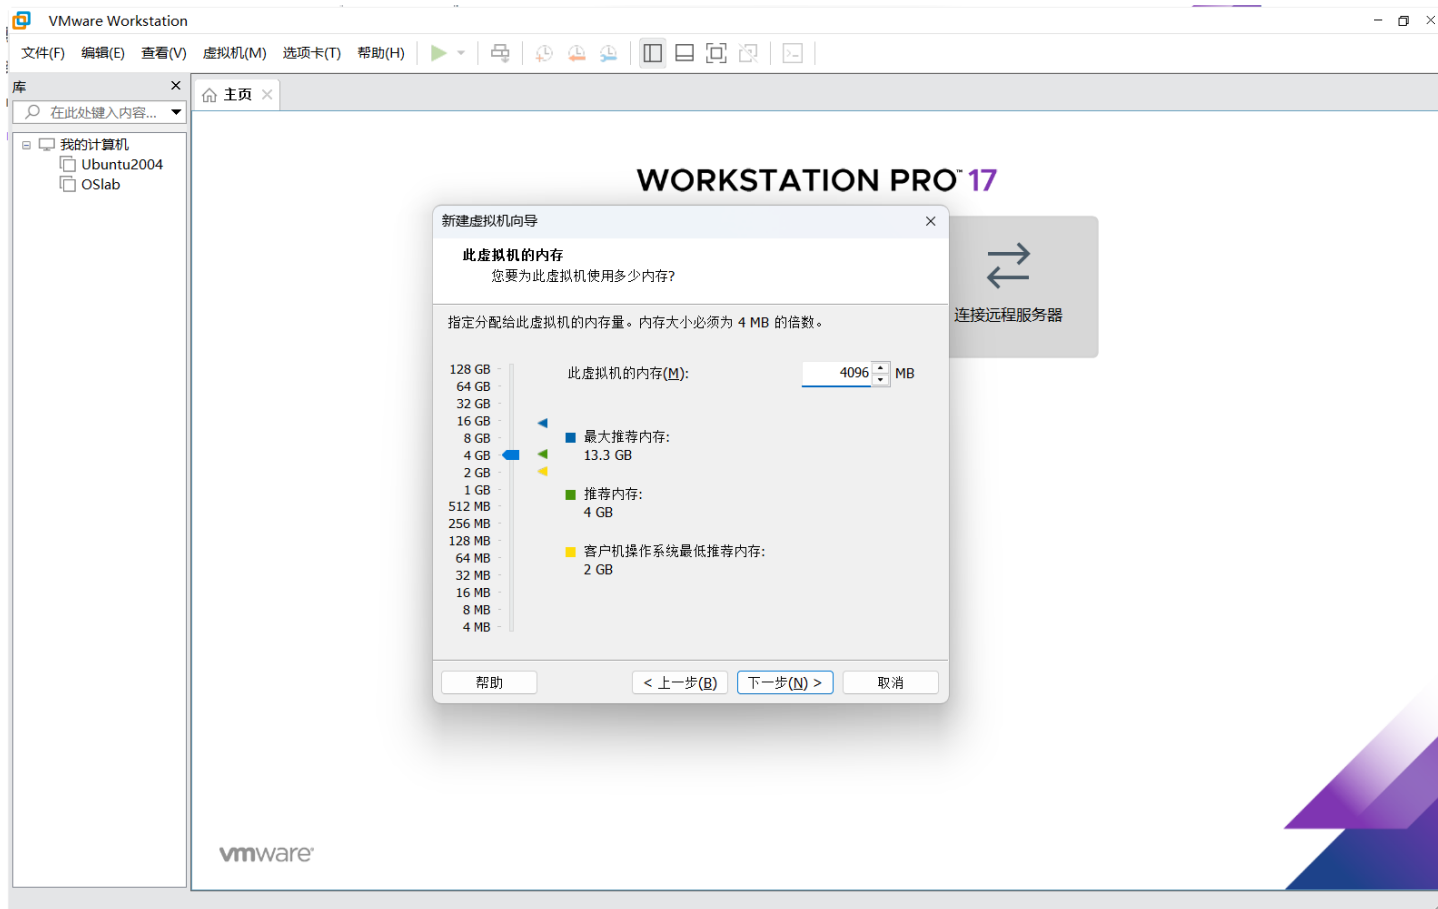 VMware Workstation
文件(F) 编辑(E) 查看(V) 虚拟机(M) 选项卡(T) 帮助(H)
库
主页
在此处键入内容...
我的计算机
Ubuntu2004
OSlab
WORKSTATION PRO™ 17
连接远程服务器
新建虚拟机向导
此虚拟机的内存
您要为此虚拟机使用多少内存?
指定分配给此虚拟机的内存量。内存大小必须为 4 MB 的倍数。
128 GB
64 GB
32 GB
16 GB
8 GB
4 GB
2 GB
1 GB
512 MB
256 MB
128 MB
64 MB
32 MB
16 MB
8 MB
4 MB
此虚拟机的内存(M): 4096 MB
最大推荐内存:
13.3 GB
推荐内存:
4 GB
客户机操作系统最低推荐内存:
2 GB
帮助 < 上一步(B) 下一步(N) > 取消
vmware®